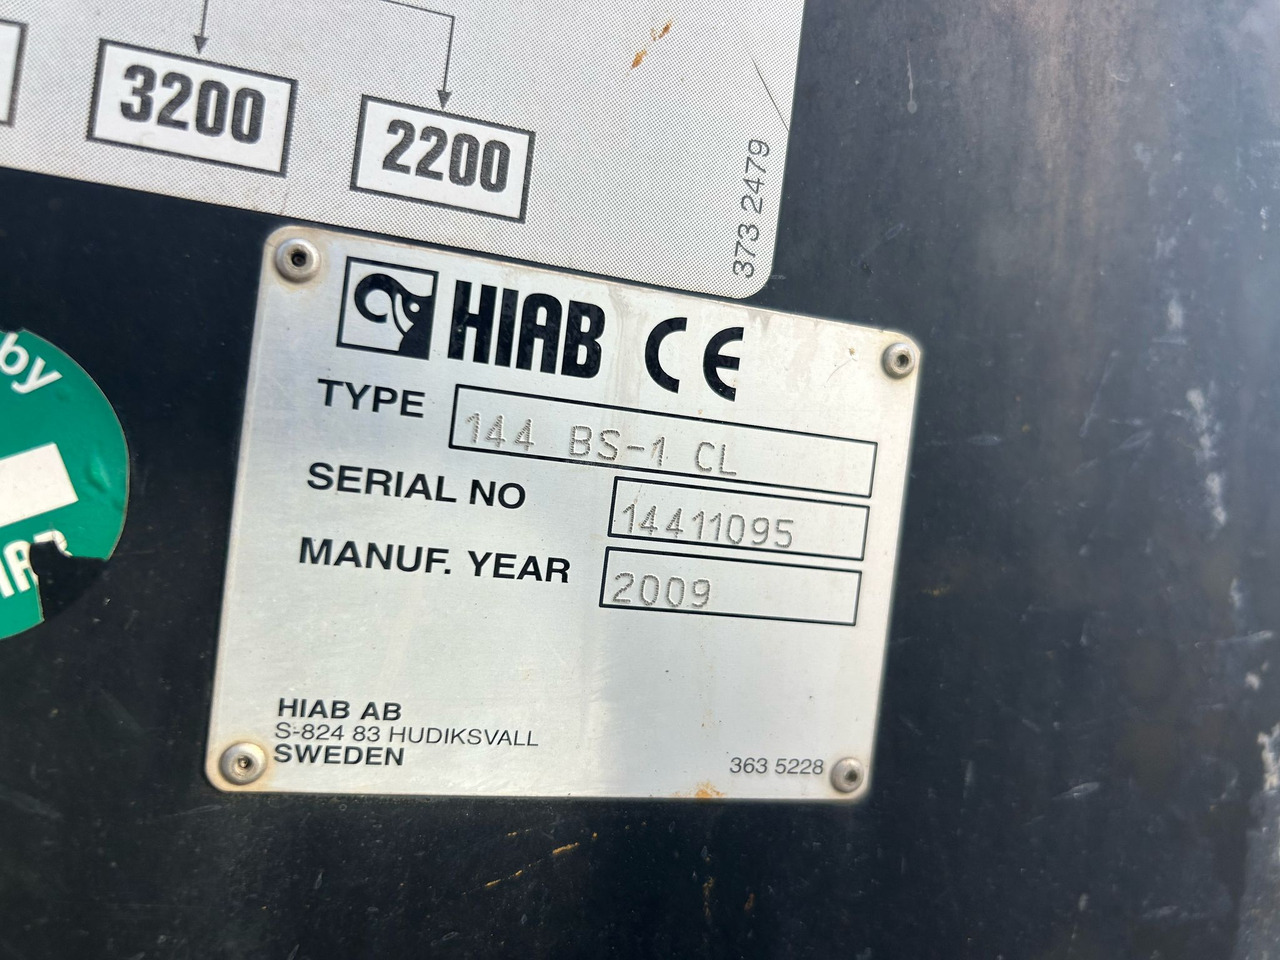 3200
2200
373 2479
by
HIAB CE
TYPE 144 BS-1 CL
SERIAL NO 14411095
MANUF. YEAR 2009
HIAB AB
S-824 83 HUDIKSVALL
SWEDEN
363 5228